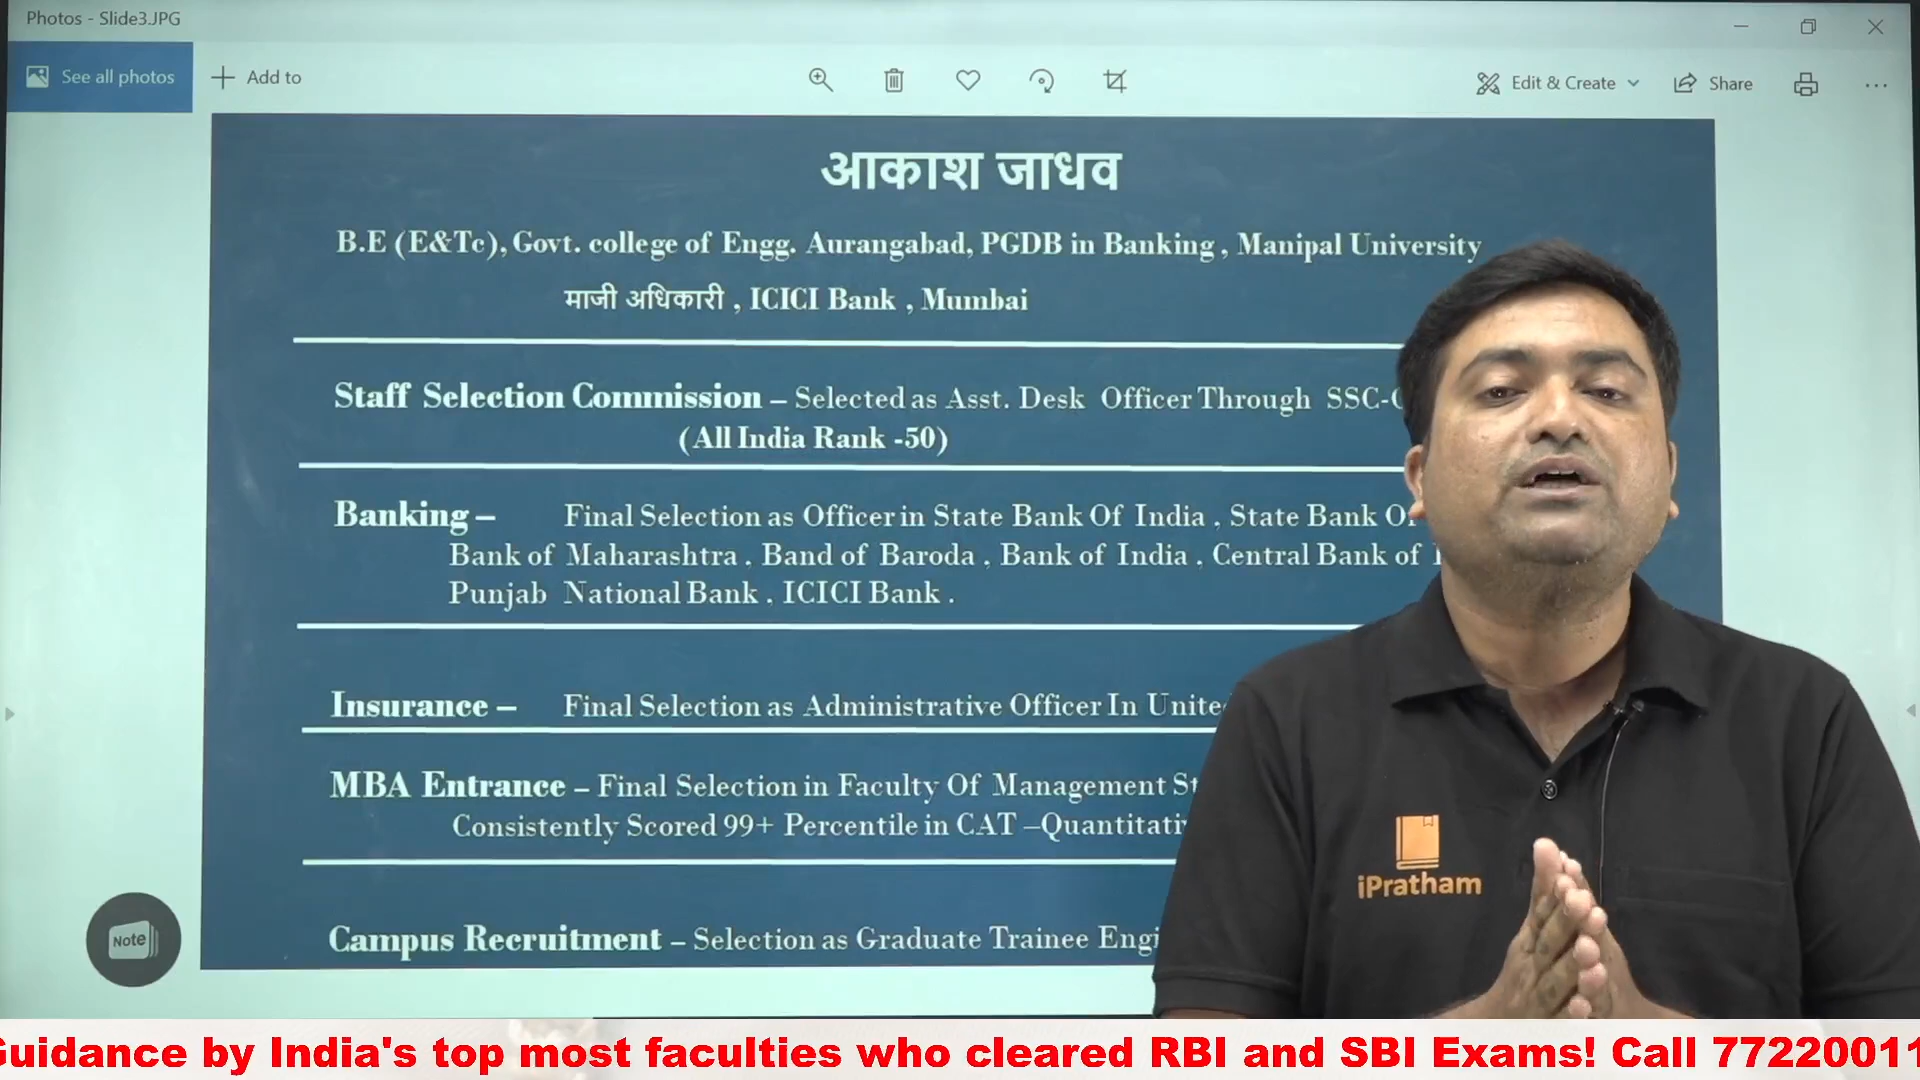 Photos - Slide3.JPG
See all photos
Add to
Edit & Create
Share
आकाश जाधव
B.E (E&Tc), Govt. college of Engg. Aurangabad, PGDB in Banking , Manipal University
माजी अधिकारी , ICICI Bank , Mumbai
Staff Selection Commission – Selected as Asst. Desk Officer Through SSC-
(All India Rank -50)
Banking – Final Selection as Officer in State Bank Of India , State Bank
Bank of Maharashtra , Band of Baroda , Bank of India , Central Bank of
Punjab National Bank , ICICI Bank .
Insurance – Final Selection as Administrative Officer In
MBA Entrance – Final Selection in Faculty Of Management
Consistently Scored 99+ Percentile in CAT –
Campus Recruitment – Selection as Graduate Trainee
Note
iPratham
Guidance by India's top most faculties who cleared RBI and SBI Exams! Call 77220011